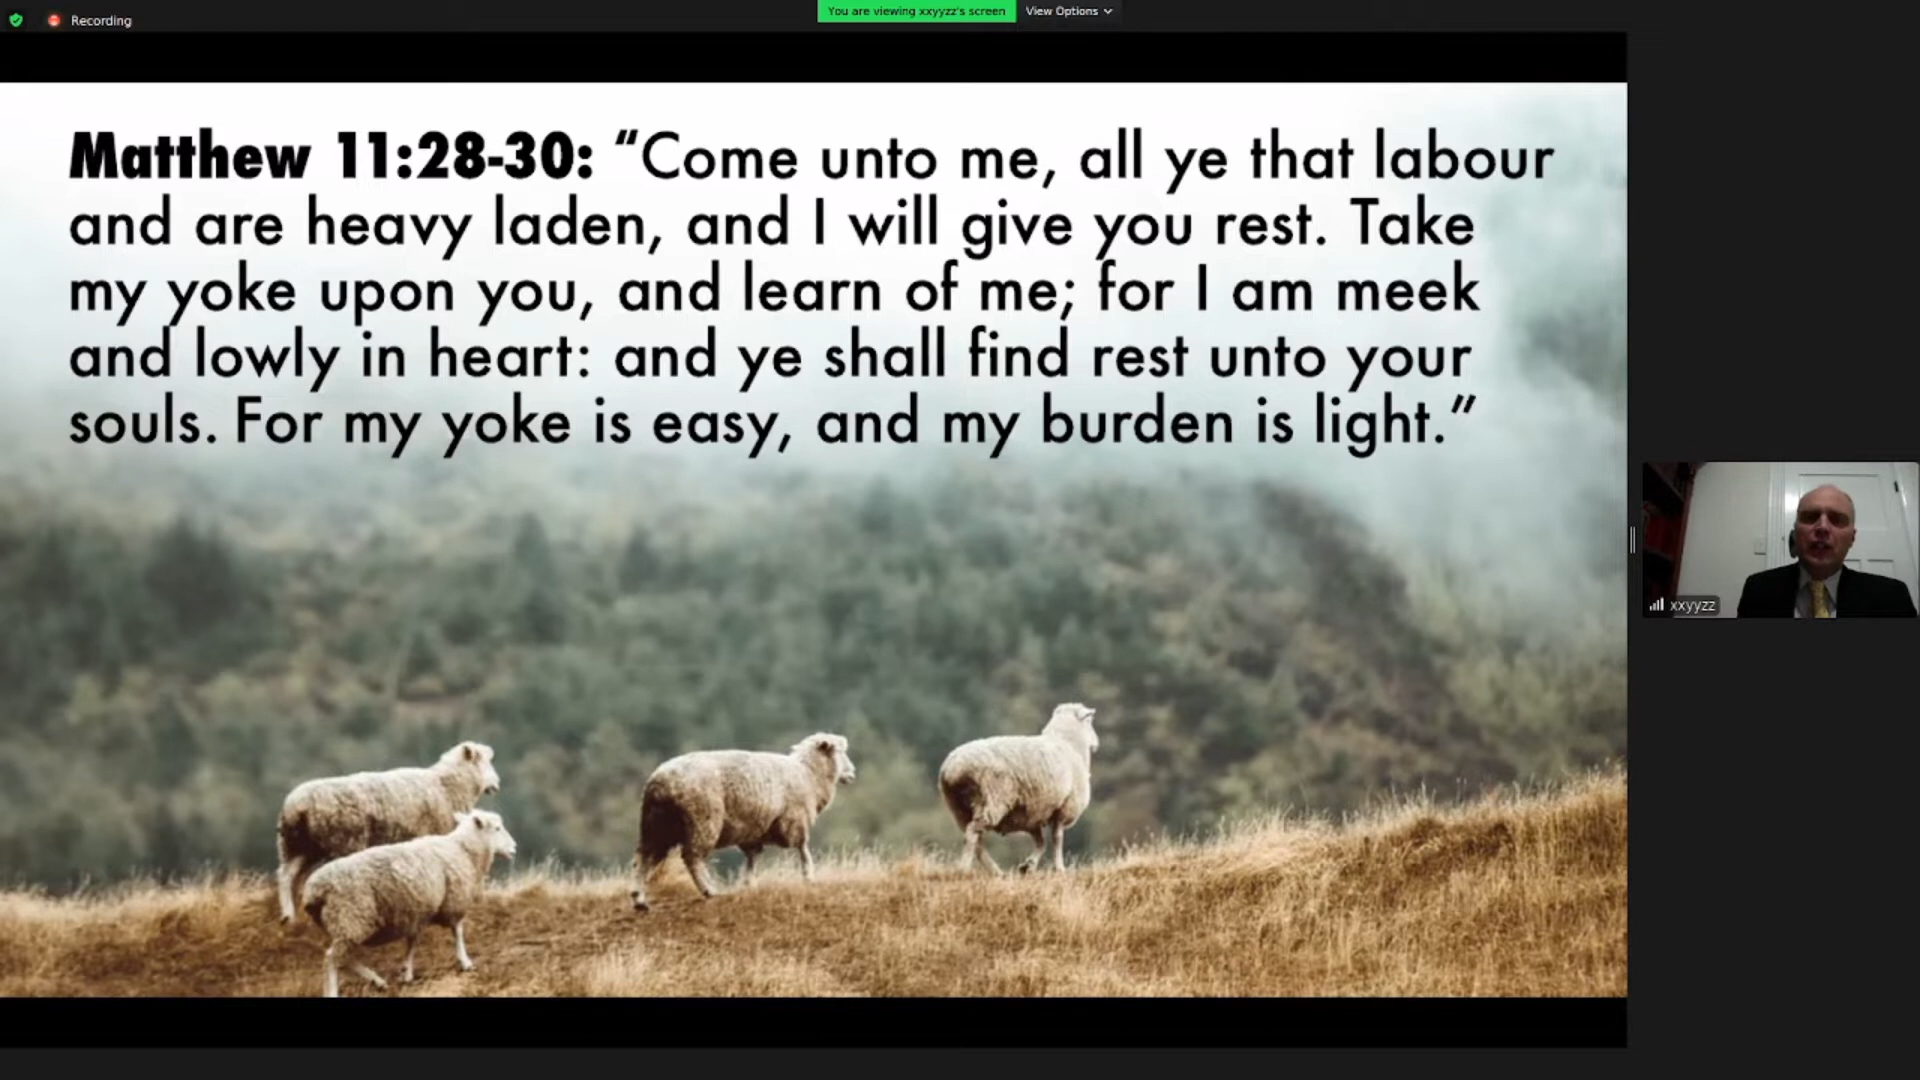 Recording
You are viewing xxyyzz's screen
View Options
Matthew 11:28-30: “Come unto me, all ye that labour
and are heavy laden, and I will give you rest. Take
my yoke upon you, and learn of me; for I am meek
and lowly in heart: and ye shall find rest unto your
souls. For my yoke is easy, and my burden is light.”
xxyyzz